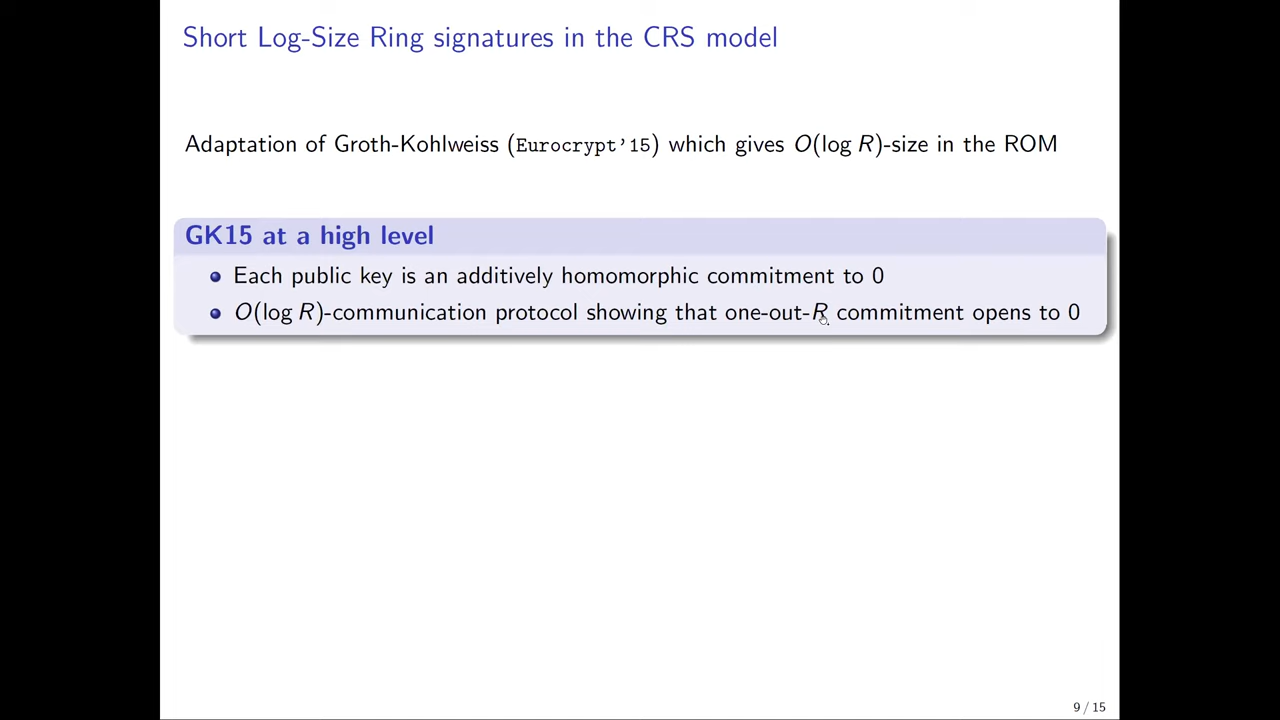 Short Log-Size Ring signatures in the CRS model
Adaptation of Groth-Kohlweiss (Eurocrypt'15) which gives O(log R)-size in the ROM
GK15 at a high level
Each public key is an additively homomorphic commitment to 0
O(log R)-communication protocol showing that one-out-R commitment opens to 0
9 / 15